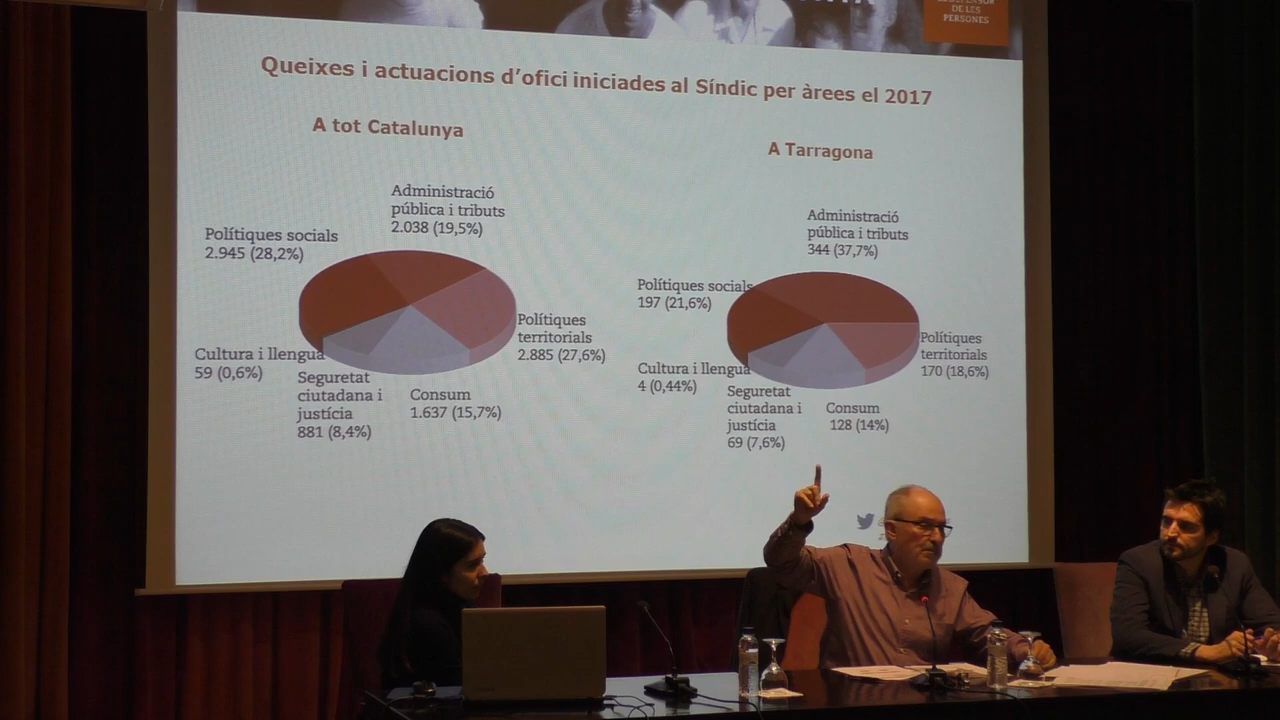 DE LES
PERSONES
Queixes i actuacions d'ofici iniciades al Síndic per àrees el 2017
A tot Catalunya
Administració
pública i tributs
2.038 (19,5%)
Polítiques socials
2.945 (28,2%)
Polítiques
territorials
2.885 (27,6%)
Cultura i llengua
59 (0,6%)
Seguretat
ciutadana i
justícia
881 (8,4%)
Consum
1.637 (15,7%)
A Tarragona
Administració
pública i tributs
344 (37,7%)
Polítiques socials
197 (21,6%)
Polítiques
territorials
170 (18,6%)
Cultura i llengua
4 (0,44%)
Seguretat
ciutadana i
justícia
69 (7,6%)
Consum
128 (14%)